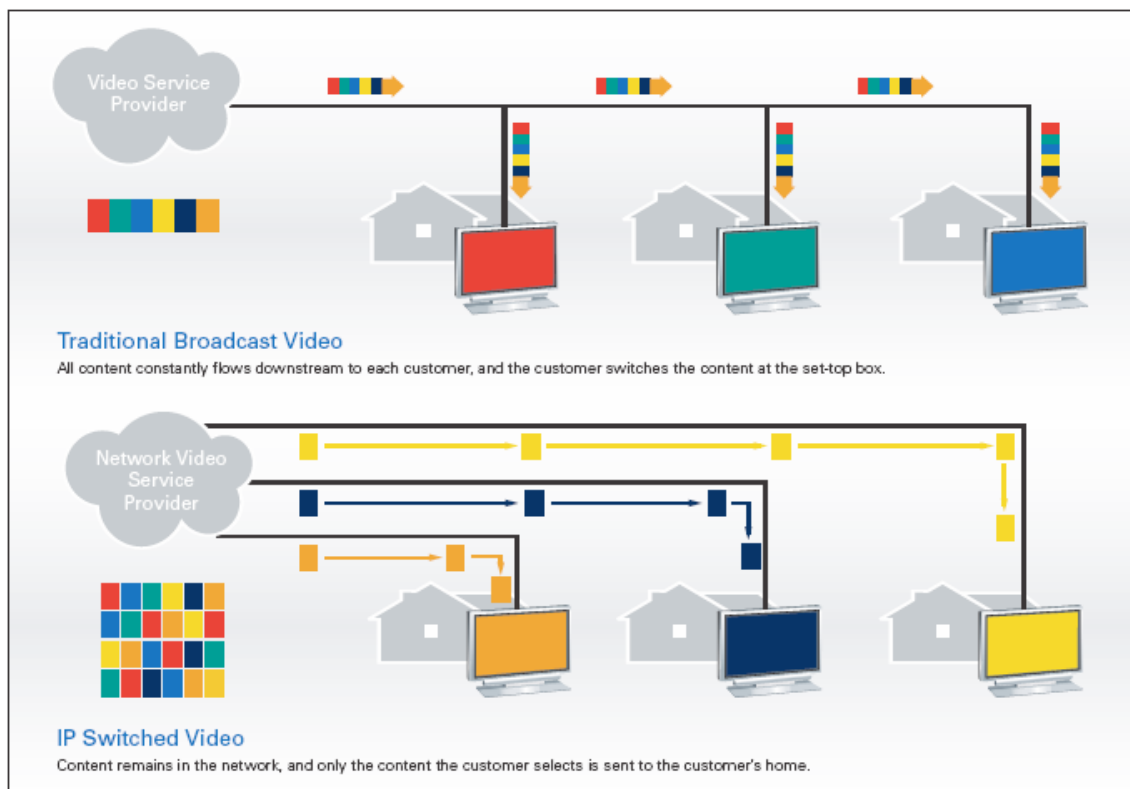 Video Service
Provider
Traditional Broadcast Video
All content constantly flows downstream to each customer, and the customer switches the content at the set-top box.
Network Video
Service
Provider
IP Switched Video
Content remains in the network, and only the content the customer selects is sent to the customer's home.